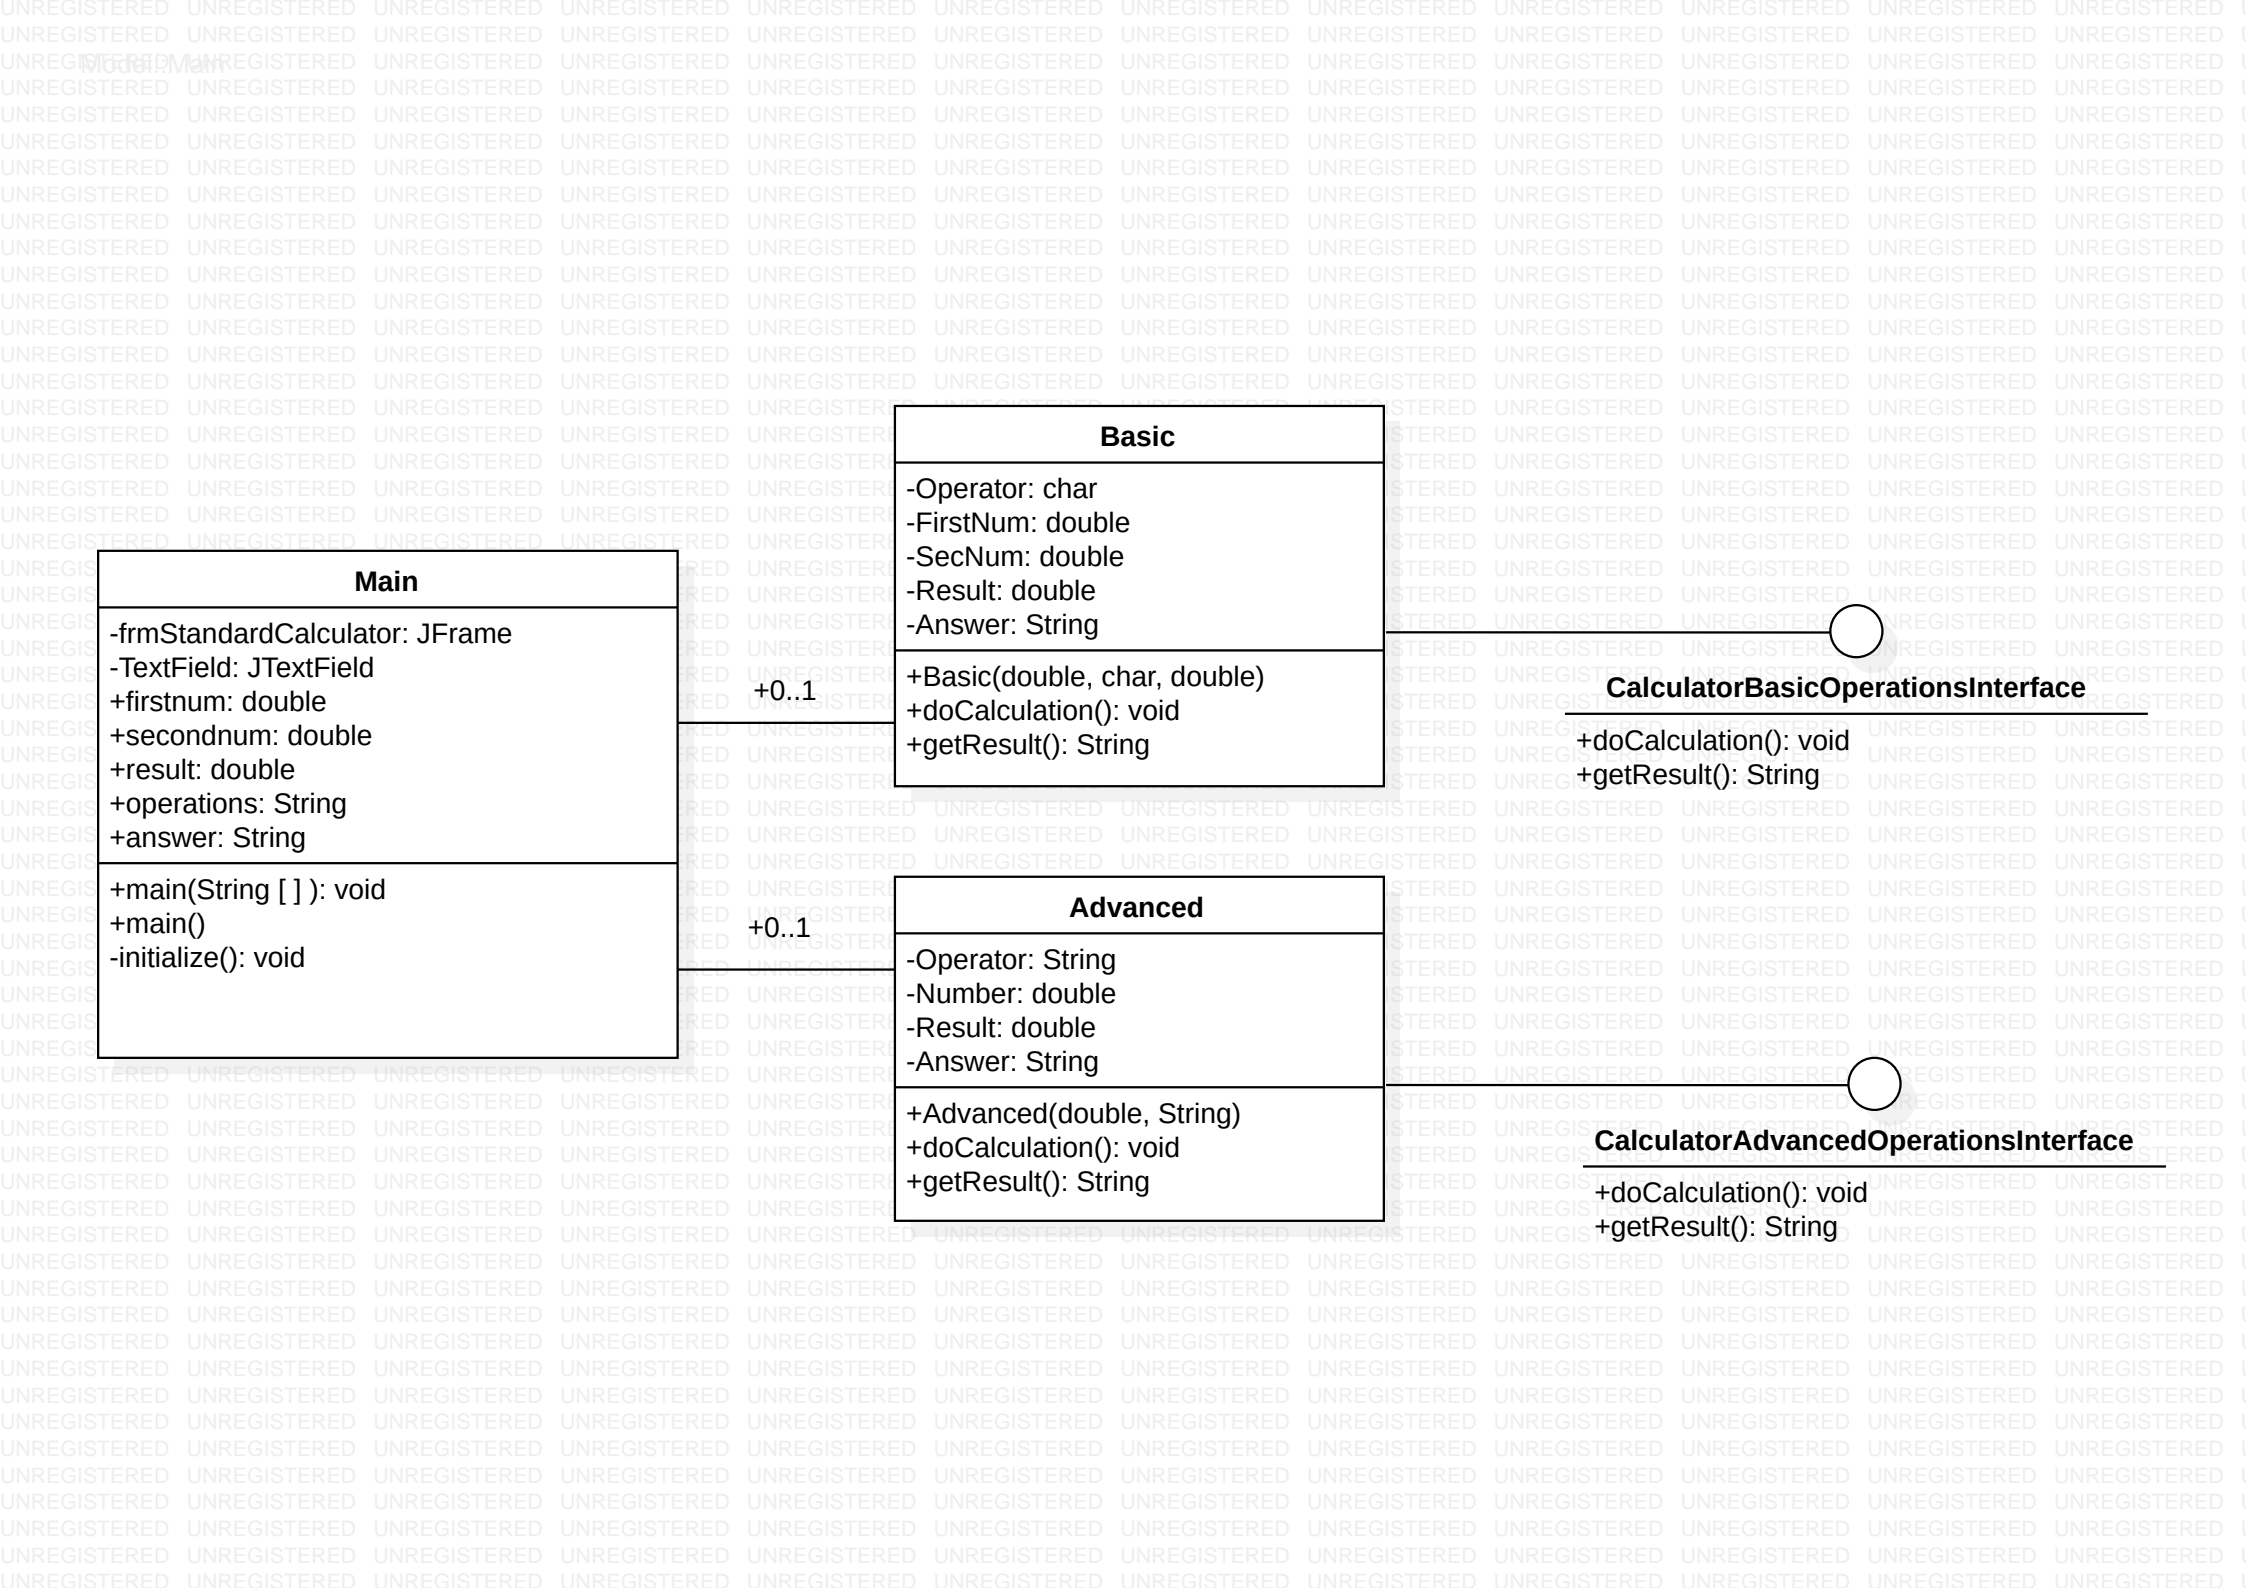 Model::Main
Main
-frmStandardCalculator: JFrame
-TextField: JTextField
+firstnum: double
+secondnum: double
+result: double
+operations: String
+answer: String
+main(String [ ] ): void
+main()
-initialize(): void
+0..1
+0..1
Basic
-Operator: char
-FirstNum: double
-SecNum: double
-Result: double
-Answer: String
+Basic(double, char, double)
+doCalculation(): void
+getResult(): String
Advanced
-Operator: String
-Number: double
-Result: double
-Answer: String
+Advanced(double, String)
+doCalculation(): void
+getResult(): String
CalculatorBasicOperationsInterface
+doCalculation(): void
+getResult(): String
CalculatorAdvancedOperationsInterface
+doCalculation(): void
+getResult(): String
UNREGISTERED